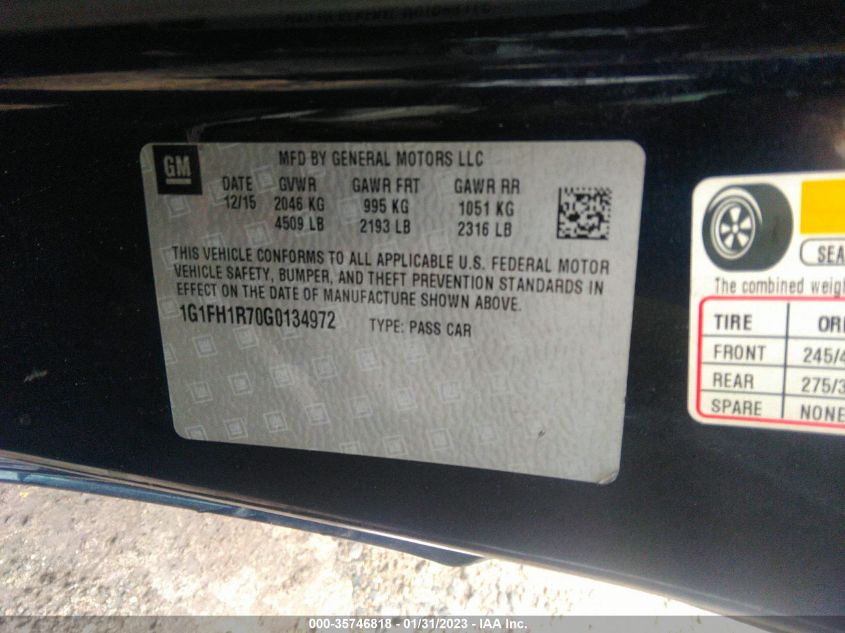 GM
MFD BY GENERAL MOTORS LLC
DATE GVWR GAWR FRT GAWR RR
12/15 2046 KG 995 KG 1051 KG
4509 LB 2193 LB 2316 LB
THIS VEHICLE CONFORMS TO ALL APPLICABLE U.S. FEDERAL MOTOR
VEHICLE SAFETY, BUMPER, AND THEFT PREVENTION STANDARDS IN
EFFECT ON THE DATE OF MANUFACTURE SHOWN ABOVE.
1G1FH1R70G0134972 TYPE: PASS CAR
SEA
The combined weigh
TIRE ORI
FRONT 245/4
REAR 275/3
SPARE NONE
000-35746818 - 01/31/2023 - IAA Inc.